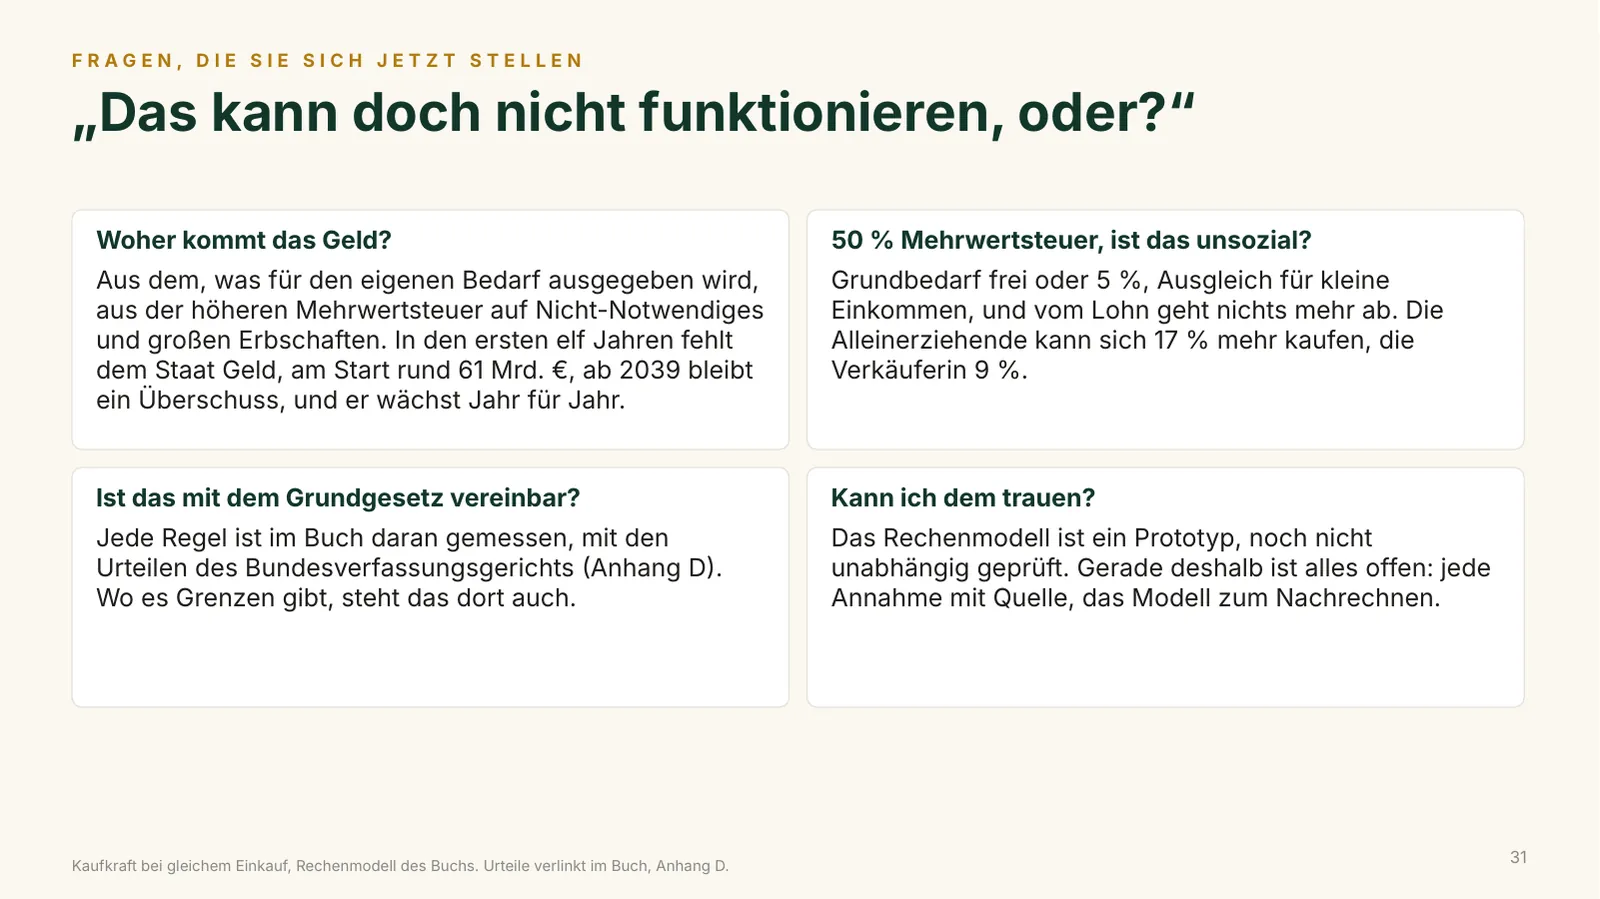 FRAGEN, DIE SIE SICH JETZT STELLEN
„Das kann doch nicht funktionieren, oder?“
Woher kommt das Geld?
Aus dem, was für den eigenen Bedarf ausgegeben wird,
aus der höheren Mehrwertsteuer auf Nicht-Notwendiges
und großen Erbschaften. In den ersten elf Jahren fehlt
dem Staat Geld, am Start rund 61 Mrd. €, ab 2039 bleibt
ein Überschuss, und er wächst Jahr für Jahr.
50 % Mehrwertsteuer, ist das unsozial?
Grundbedarf frei oder 5 %, Ausgleich für kleine
Einkommen, und vom Lohn geht nichts mehr ab. Die
Alleinerziehende kann sich 17 % mehr kaufen, die
Verkäuferin 9 %.
Ist das mit dem Grundgesetz vereinbar?
Jede Regel ist im Buch daran gemessen, mit den
Urteilen des Bundesverfassungsgerichts (Anhang D).
Wo es Grenzen gibt, steht das dort auch.
Kann ich dem trauen?
Das Rechenmodell ist ein Prototyp, noch nicht
unabhängig geprüft. Gerade deshalb ist alles offen: jede
Annahme mit Quelle, das Modell zum Nachrechnen.
Kaufkraft bei gleichem Einkauf, Rechenmodell des Buchs. Urteile verlinkt im Buch, Anhang D.
31